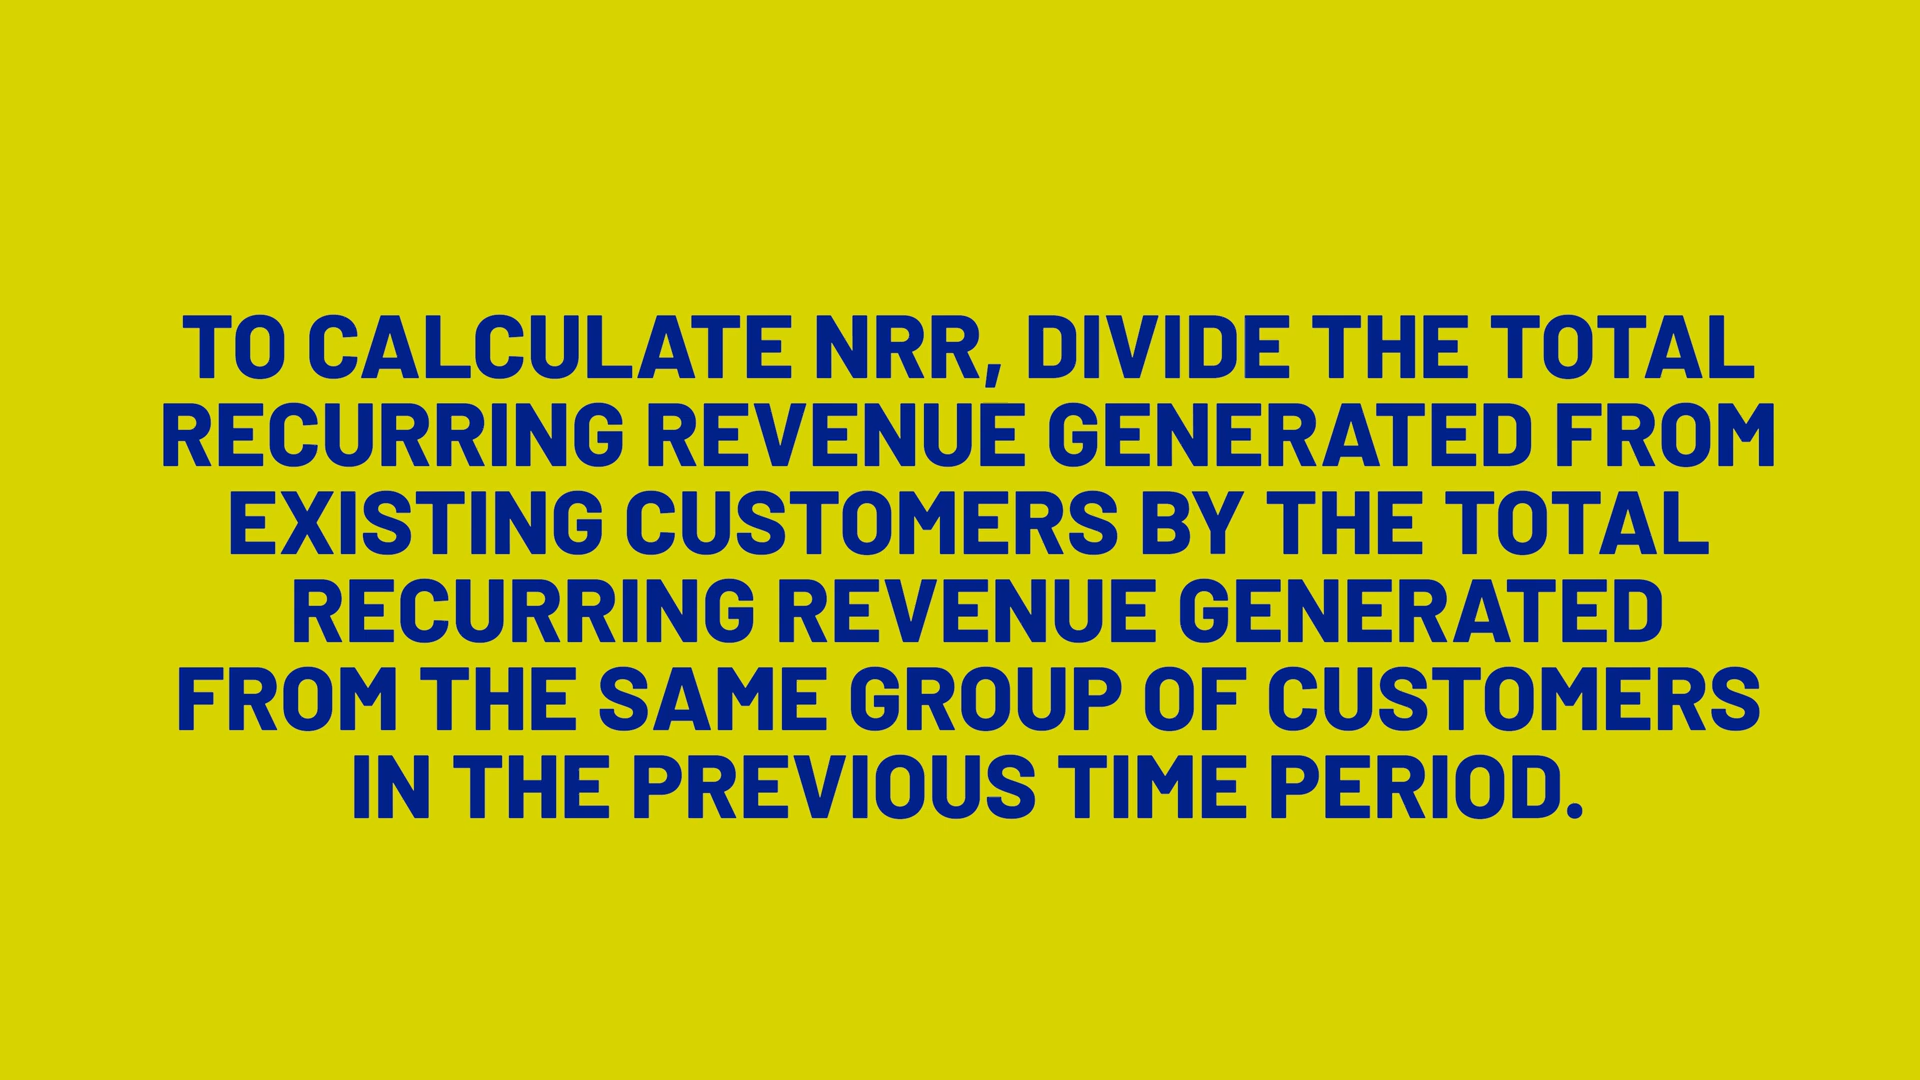 TO CALCULATE NRR, DIVIDE THE TOTAL
RECURRING REVENUE GENERATED FROM
EXISTING CUSTOMERS BY THE TOTAL
RECURRING REVENUE GENERATED
FROM THE SAME GROUP OF CUSTOMERS
IN THE PREVIOUS TIME PERIOD.